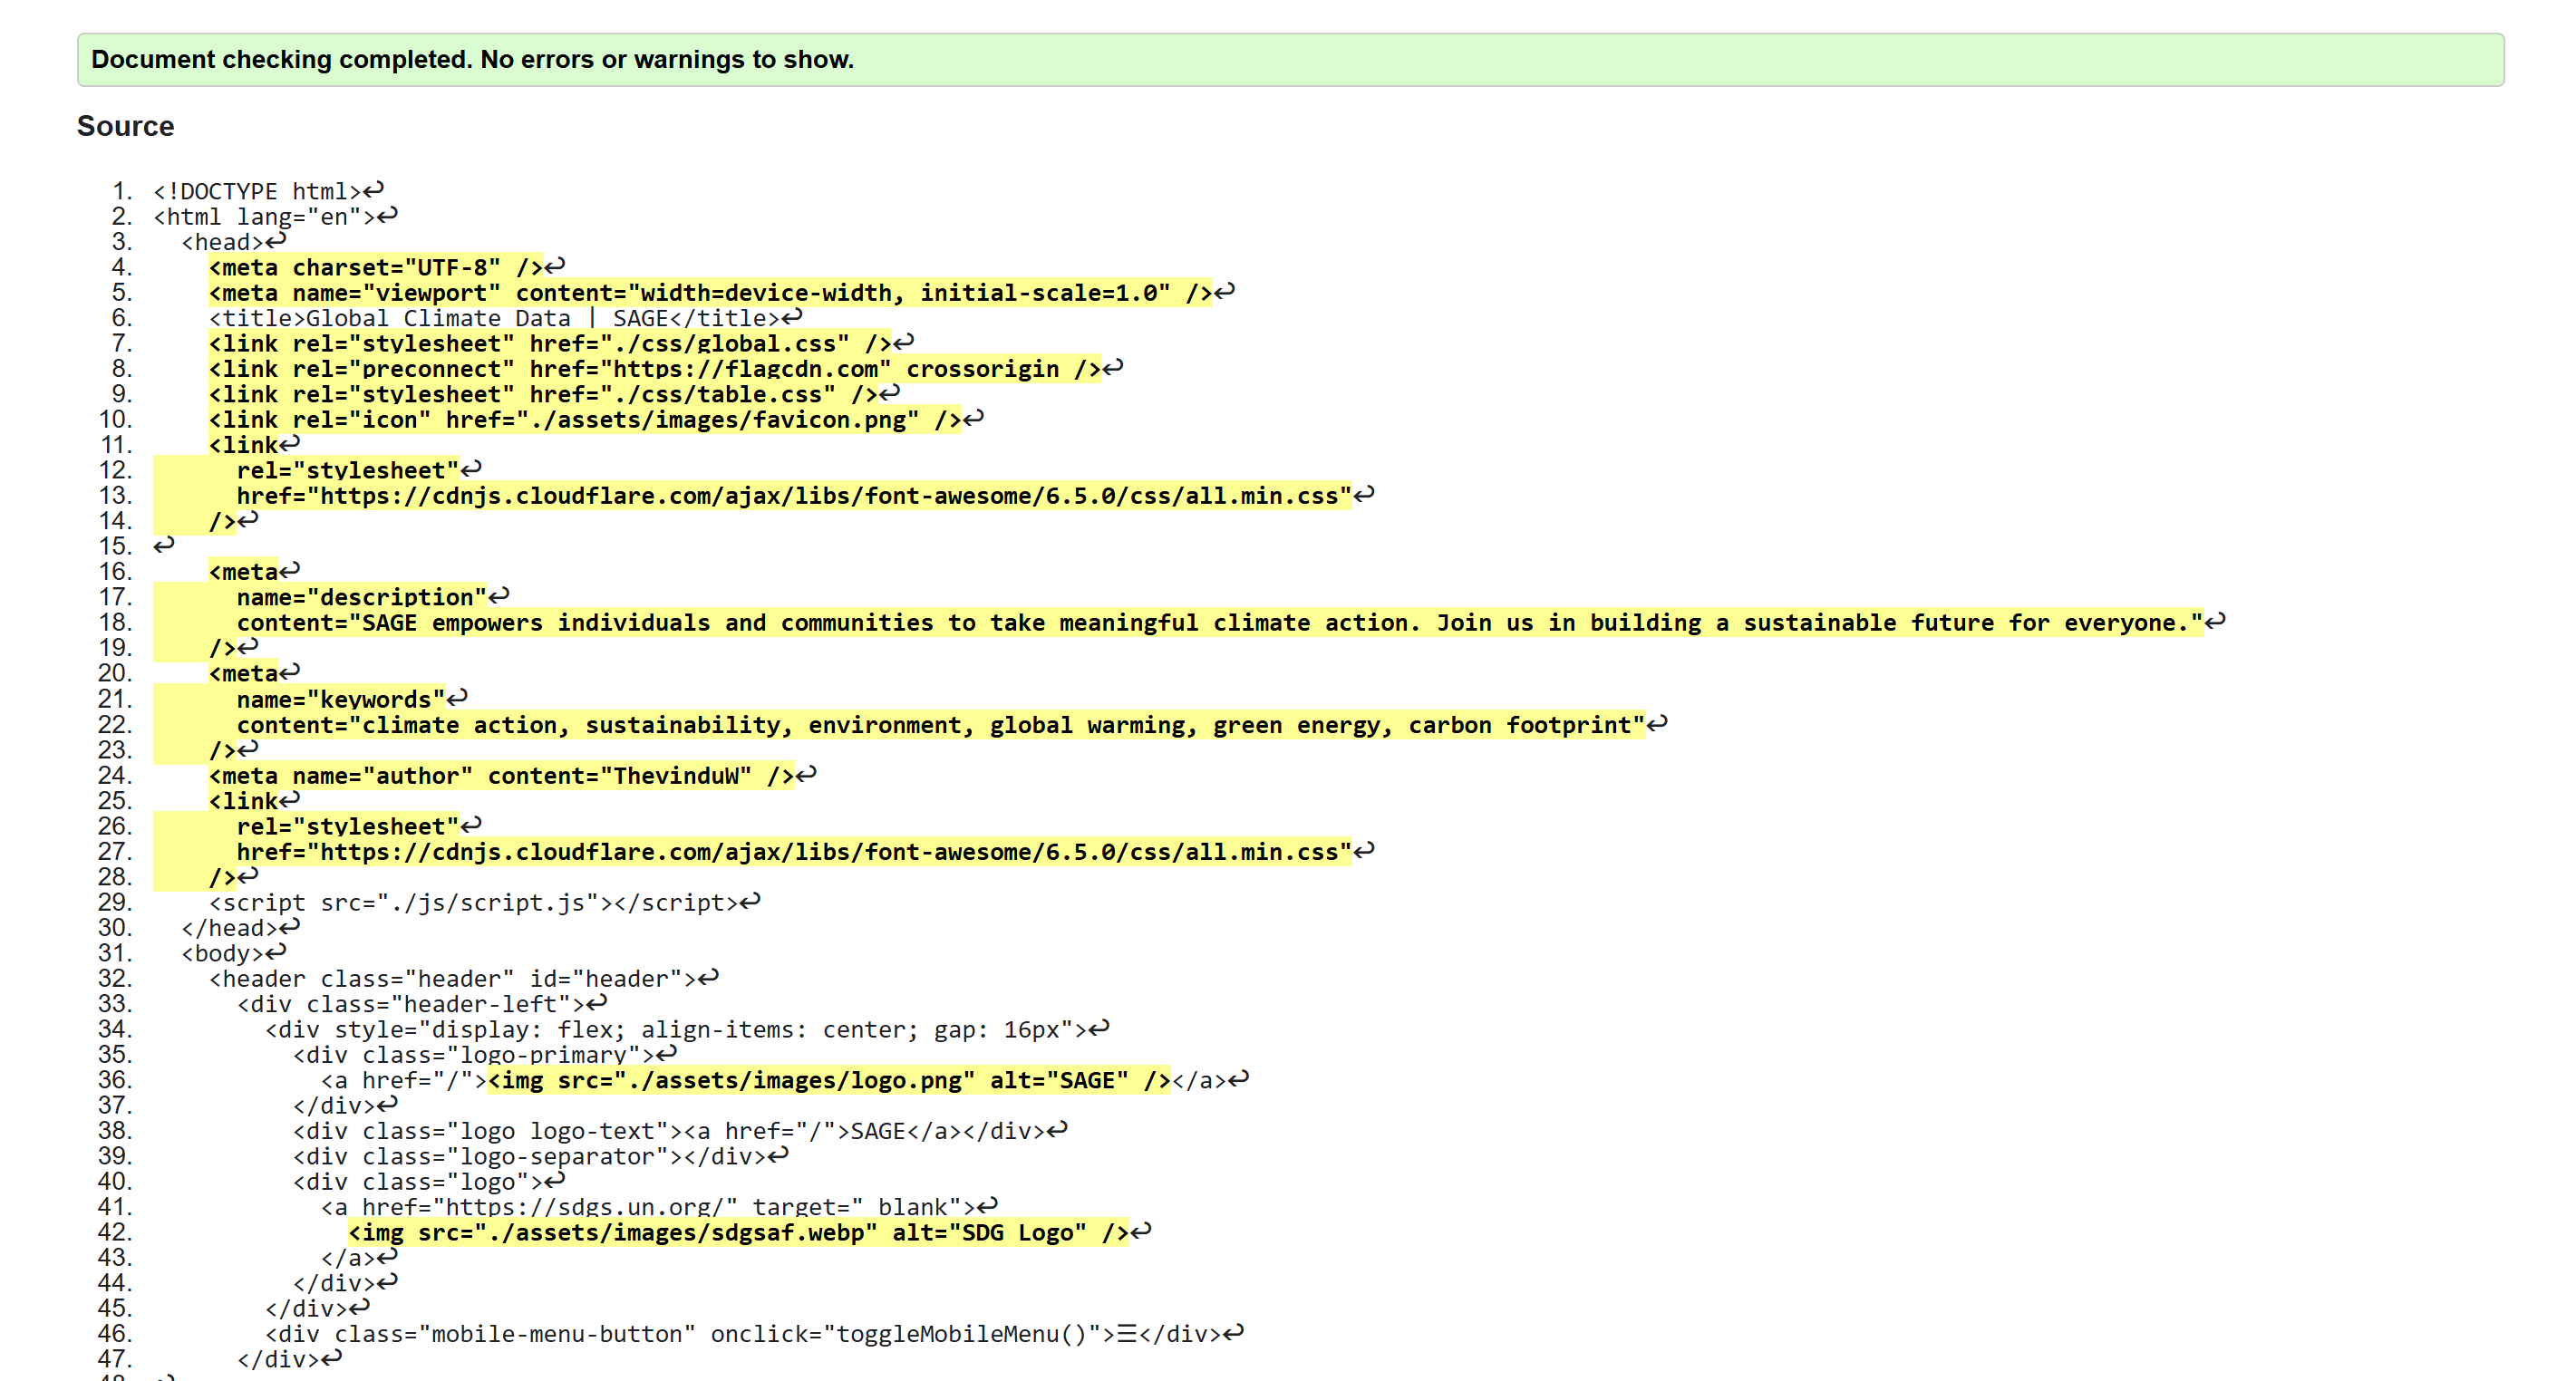 Document checking completed. No errors or warnings to show.
Source
1. <!DOCTYPE html>↩
2. <html lang="en">↩
3.   <head>↩
4.     <meta charset="UTF-8" />↩
5.     <meta name="viewport" content="width=device-width, initial-scale=1.0" />↩
6.     <title>Global Climate Data | SAGE</title>↩
7.     <link rel="stylesheet" href="./css/global.css" />↩
8.     <link rel="preconnect" href="https://flagcdn.com" crossorigin />↩
9.     <link rel="stylesheet" href="./css/table.css" />↩
10.     <link rel="icon" href="./assets/images/favicon.png" />↩
11.     <link↩
12.       rel="stylesheet"↩
13.       href="https://cdnjs.cloudflare.com/ajax/libs/font-awesome/6.5.0/css/all.min.css"↩
14.     />↩
15. ↩
16.     <meta↩
17.       name="description"↩
18.       content="SAGE empowers individuals and communities to take meaningful climate action. Join us in building a sustainable future for everyone."↩
19.     />↩
20.     <meta↩
21.       name="keywords"↩
22.       content="climate action, sustainability, environment, global warming, green energy, carbon footprint"↩
23.     />↩
24.     <meta name="author" content="ThevinduW" />↩
25.     <link↩
26.       rel="stylesheet"↩
27.       href="https://cdnjs.cloudflare.com/ajax/libs/font-awesome/6.5.0/css/all.min.css"↩
28.     />↩
29.     <script src="./js/script.js"></script>↩
30.   </head>↩
31.   <body>↩
32.     <header class="header" id="header">↩
33.       <div class="header-left">↩
34.         <div style="display: flex; align-items: center; gap: 16px">↩
35.           <div class="logo-primary">↩
36.             <a href="/"><img src="./assets/images/logo.png" alt="SAGE" /></a>↩
37.           </div>↩
38.           <div class="logo logo-text"><a href="/">SAGE</a></div>↩
39.           <div class="logo-separator"></div>↩
40.           <div class="logo">↩
41.             <a href="https://sdgs.un.org/" target="_blank">↩
42.               <img src="./assets/images/sdgsaf.webp" alt="SDG Logo" />↩
43.             </a>↩
44.           </div>↩
45.         </div>↩
46.         <div class="mobile-menu-button" onclick="toggleMobileMenu()">☰</div>↩
47.       </div>↩